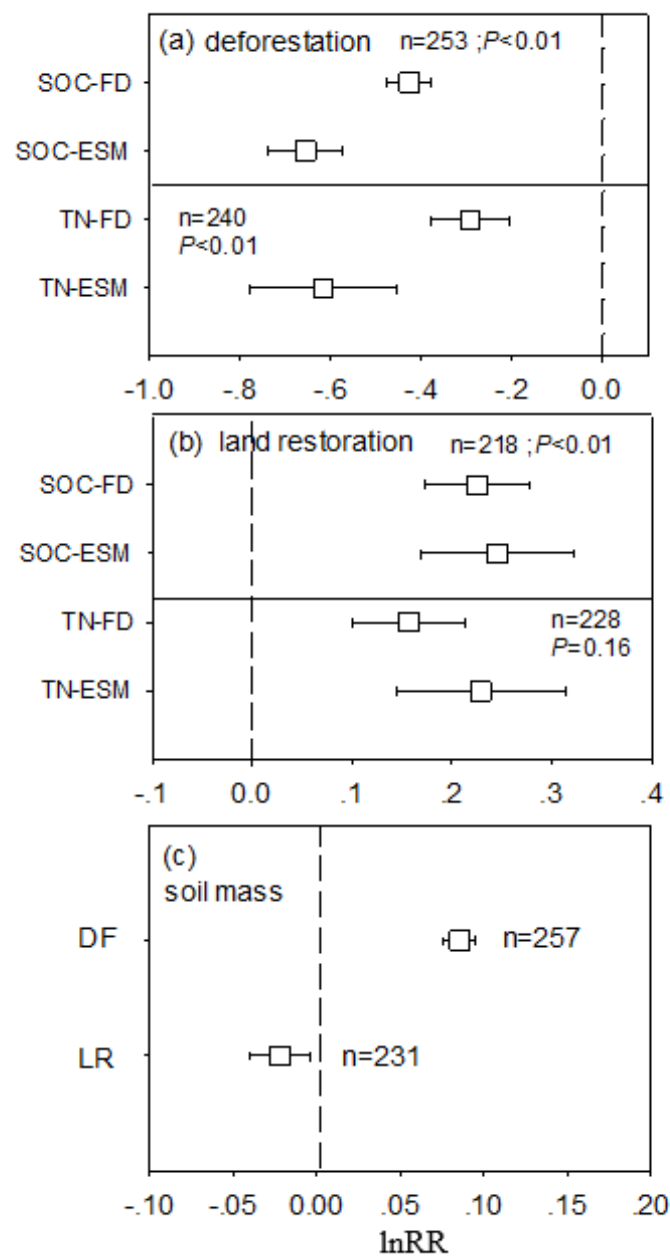 (a) deforestation n=253 ;P<0.01
SOC-FD
SOC-ESM
TN-FD
n=240
P<0.01
TN-ESM
-1.0 -.8 -.6 -.4 -.2 0.0
(b) land restoration n=218 ;P<0.01
SOC-FD
SOC-ESM
TN-FD
n=228
P=0.16
TN-ESM
-.1 0.0 .1 .2 .3 .4
(c)
soil mass
DF n=257
LR n=231
-.10 -.05 0.00 .05 .10 .15 .20
lnRR